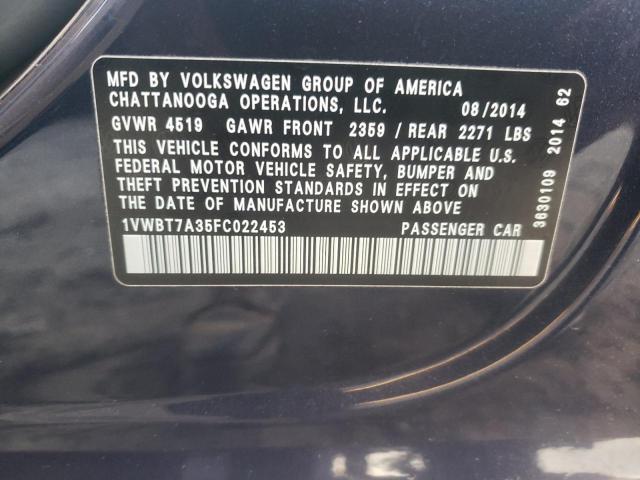 MFD BY VOLKSWAGEN GROUP OF AMERICA
CHATTANOOGA OPERATIONS, LLC. 08/2014
GVWR 4519 GAWR FRONT 2359 / REAR 2271 LBS
THIS VEHICLE CONFORMS TO ALL APPLICABLE U.S.
FEDERAL MOTOR VEHICLE SAFETY, BUMPER AND
THEFT PREVENTION STANDARDS IN EFFECT ON
THE DATE OF MANUFACTURE SHOWN ABOVE
1VWBT7A35FC022453 PASSENGER CAR
3630109 2014 62